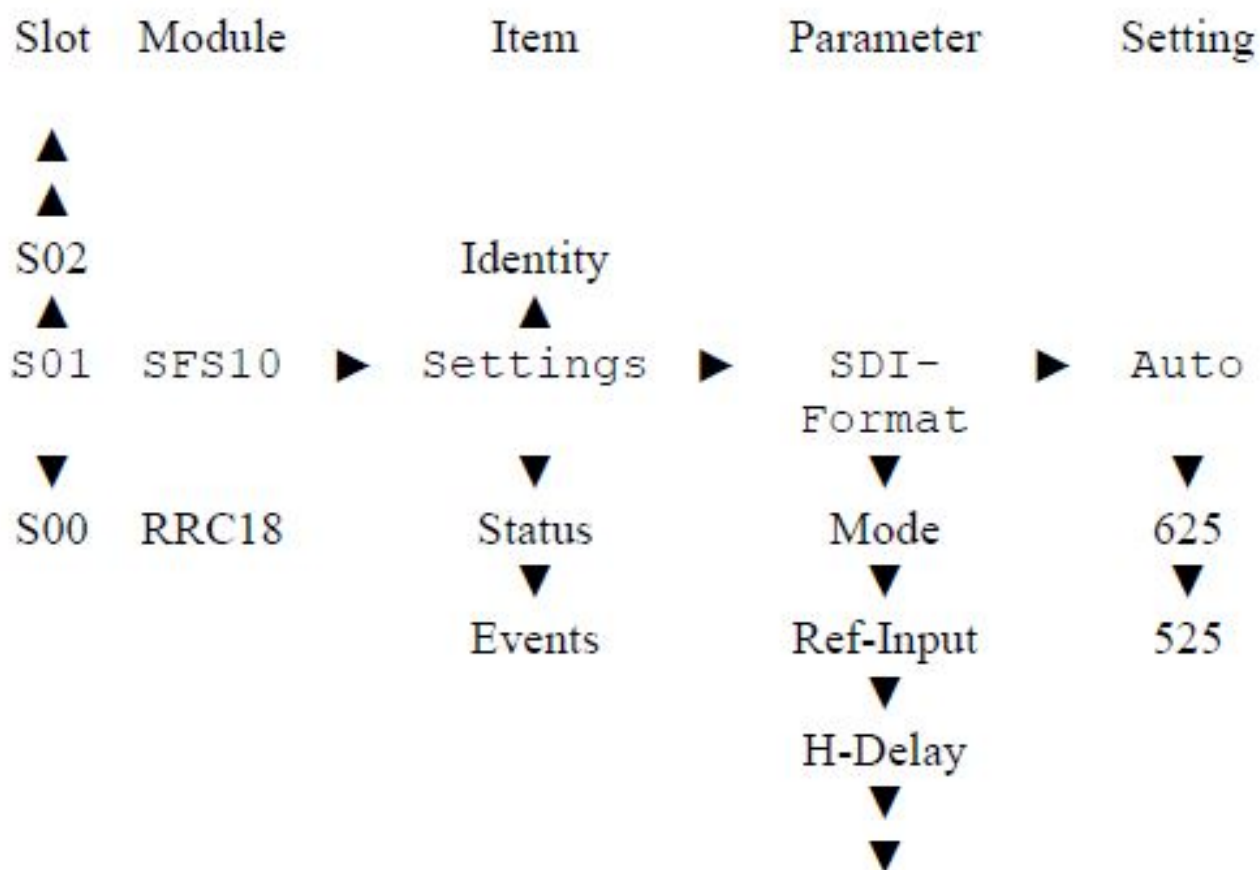 Slot Module Item Parameter Setting
▲
▲
S02 Identity
▲ ▲
S01 SFS10 ► Settings ► SDI- ► Auto
Format
▼ ▼ ▼ ▼
S00 RRC18 Status Mode 625
▼ ▼ ▼
Events Ref-Input 525
▼
H-Delay
▼
▼